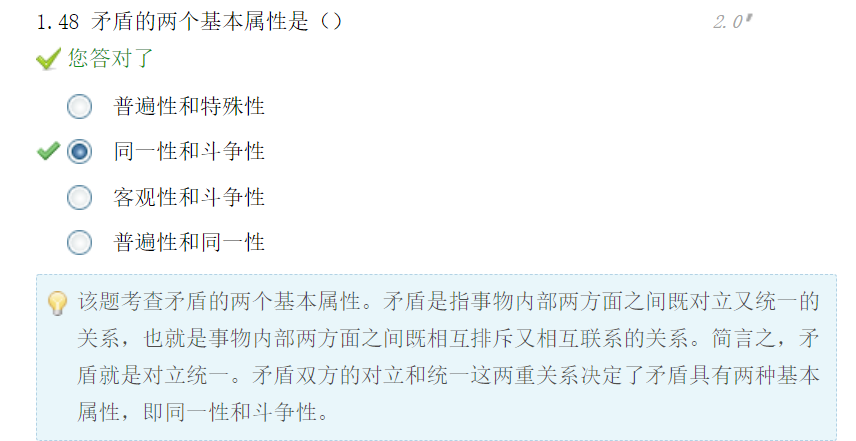 1.48 矛盾的两个基本属性是（） 2.0'
您答对了
普遍性和特殊性
同一性和斗争性
客观性和斗争性
普遍性和同一性
该题考查矛盾的两个基本属性。矛盾是指事物内部两方面之间既对立又统一的
关系，也就是事物内部两方面之间既相互排斥又相互联系的关系。简言之，矛
盾就是对立统一。矛盾双方的对立和统一这两重关系决定了矛盾具有两种基本
属性，即同一性和斗争性。